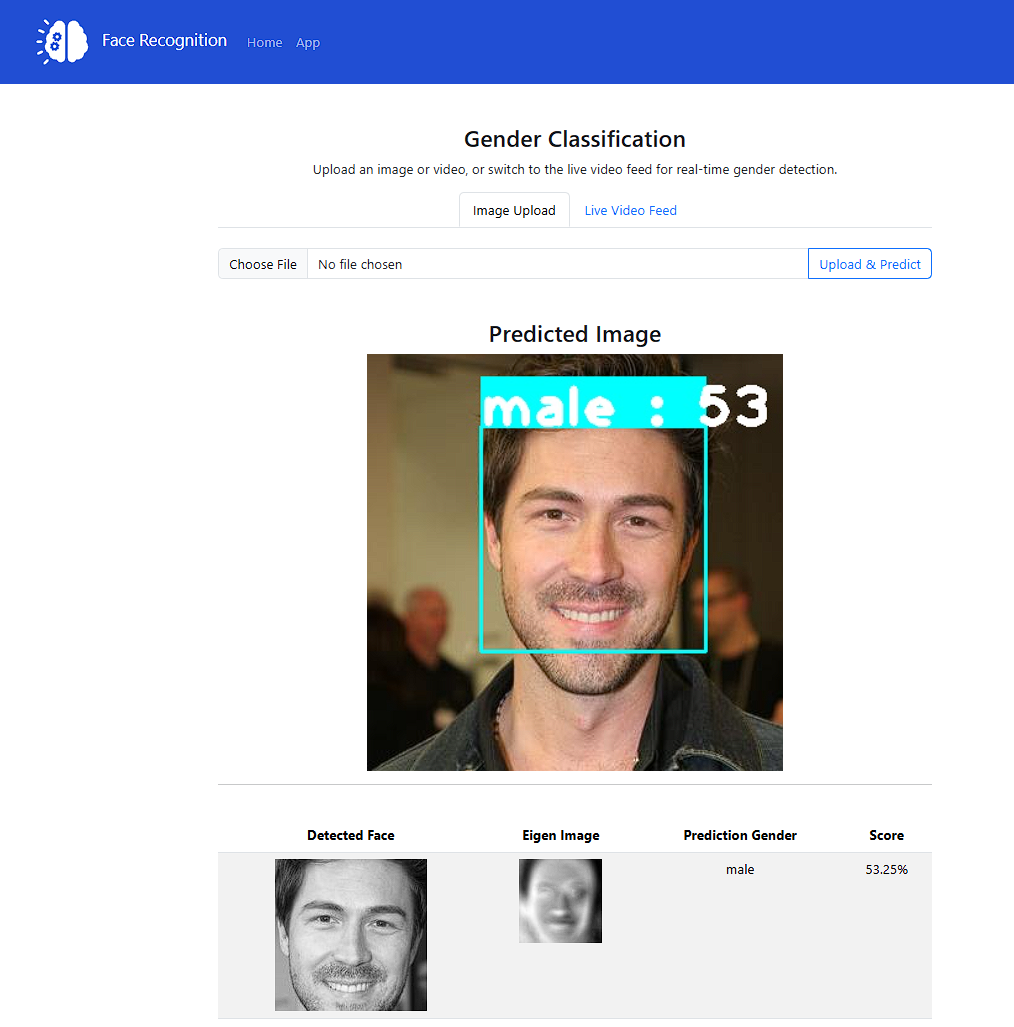 Face Recognition Home App
Gender Classification
Upload an image or video, or switch to the live video feed for real-time gender detection.
Image Upload Live Video Feed
Choose File No file chosen Upload & Predict
Predicted Image
male : 53
Detected Face Eigen Image Prediction Gender Score
male 53.25%